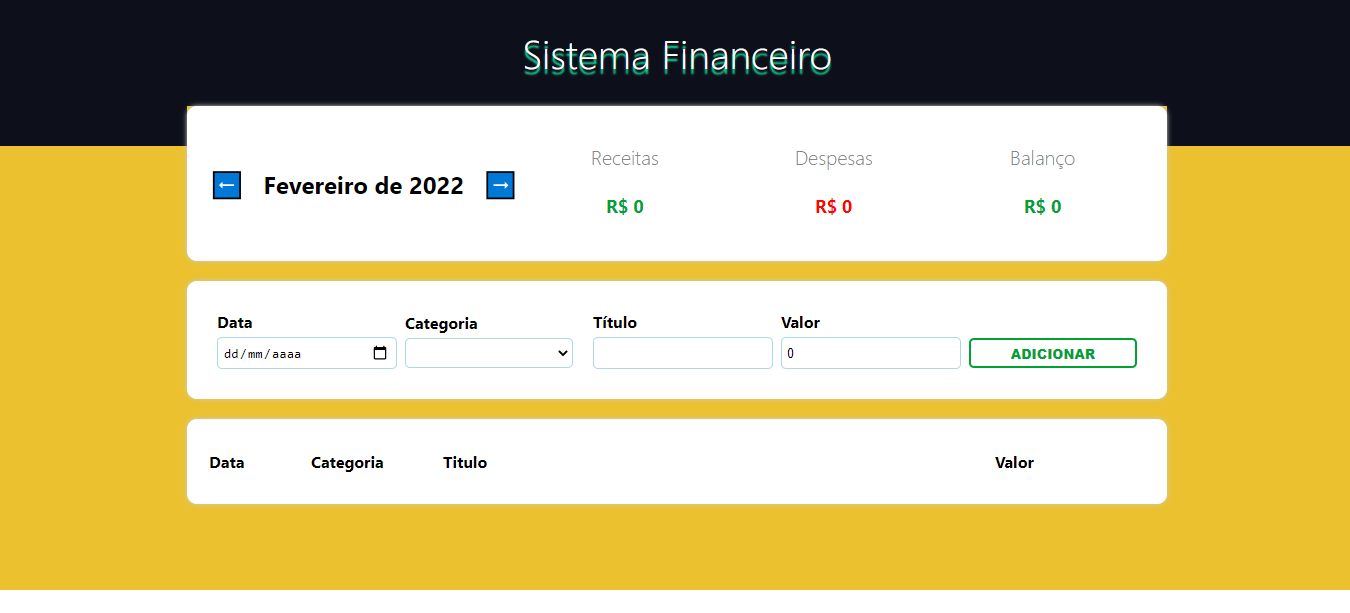 Sistema Financeiro
Receitas Despesas Balanço
← Fevereiro de 2022 →
R$ 0 R$ 0 R$ 0
Data Categoria Título Valor
dd/mm/aaaa 0 ADICIONAR
Data Categoria Titulo Valor